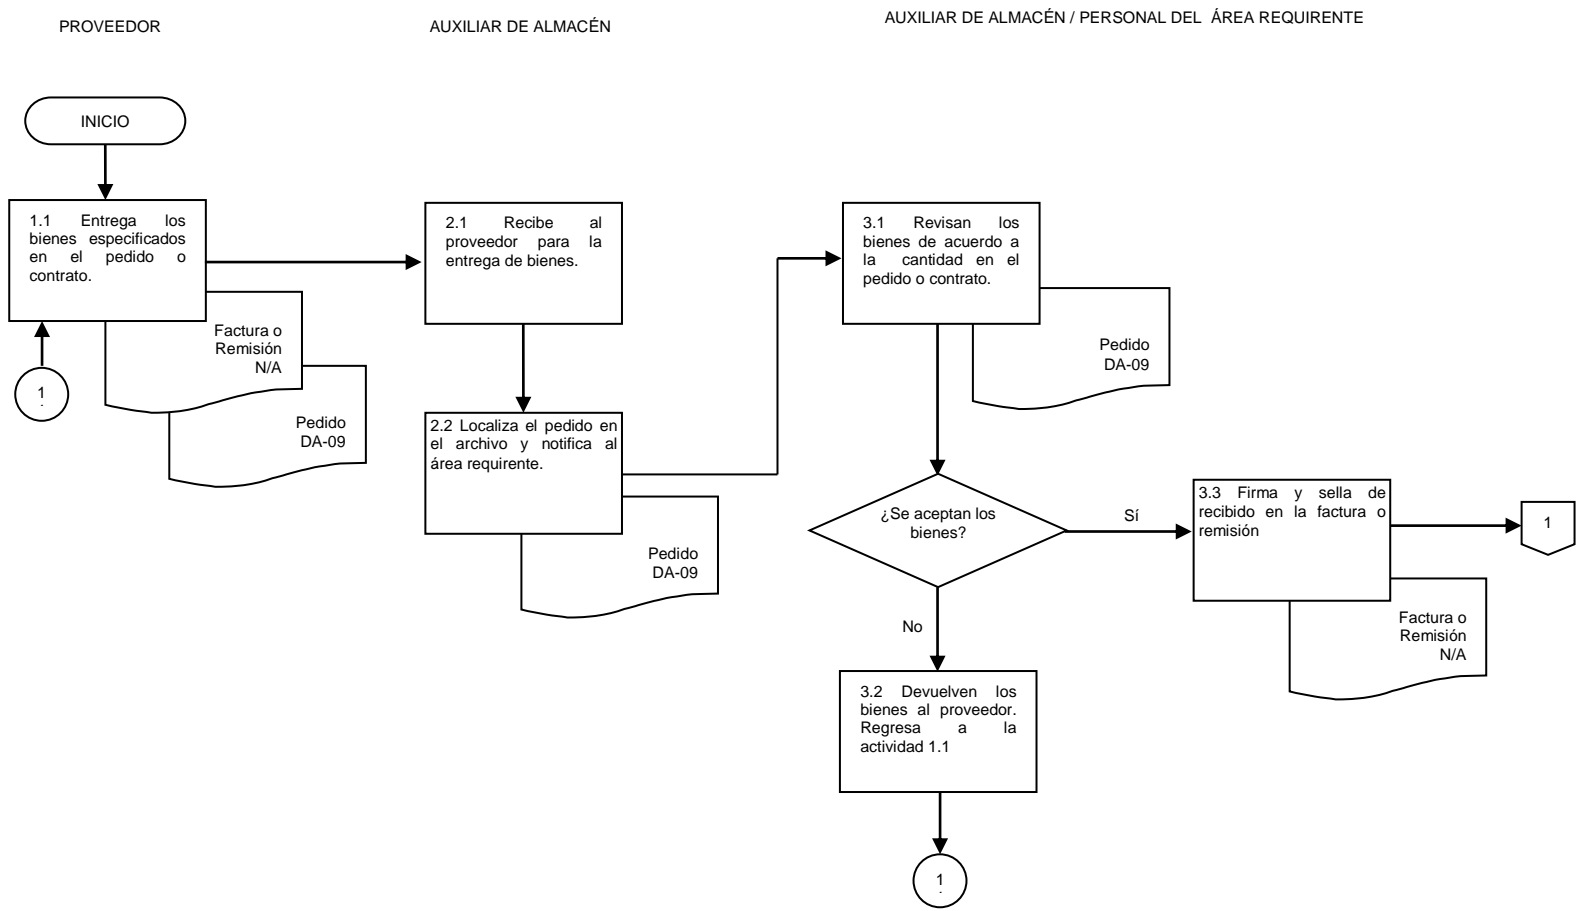 PROVEEDOR
AUXILIAR DE ALMACÉN
AUXILIAR DE ALMACÉN / PERSONAL DEL ÁREA REQUIRENTE
INICIO
1.1 Entrega los
bienes especificados
en el pedido o
contrato.
Factura o
Remisión
N/A
Pedido
DA-09
1
2.1 Recibe al
proveedor para la
entrega de bienes.
2.2 Localiza el pedido en
el archivo y notifica al
área requirente.
Pedido
DA-09
3.1 Revisan los
bienes de acuerdo a
la cantidad en el
pedido o contrato.
Pedido
DA-09
¿Se aceptan los
bienes?
Sí
No
3.3 Firma y sella de
recibido en la factura o
remisión
Factura o
Remisión
N/A
1
3.2 Devuelven los
bienes al proveedor.
Regresa a la
actividad 1.1
1